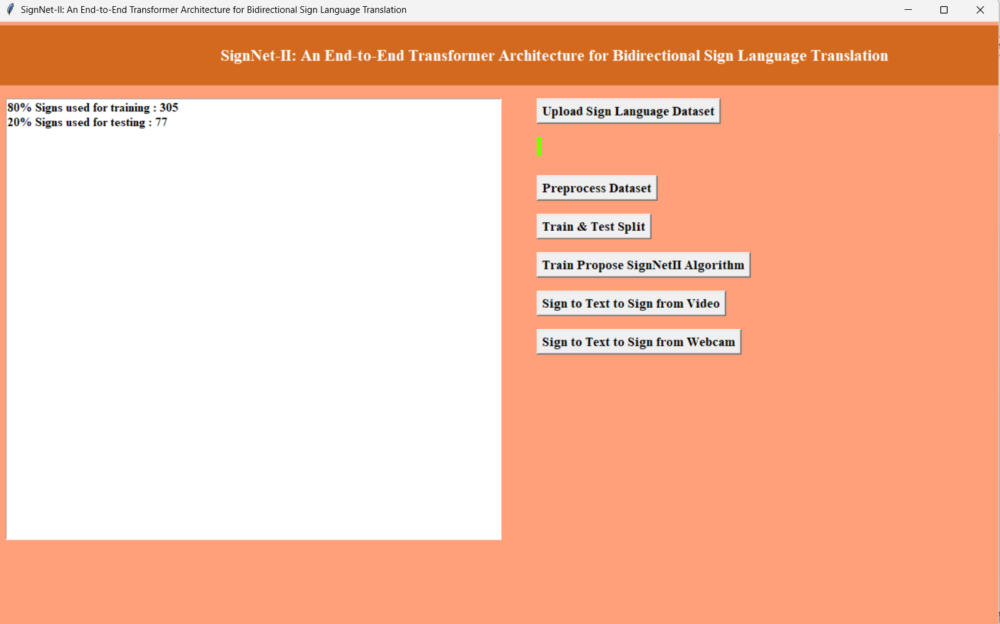 SignNet-II: An End-to-End Transformer Architecture for Bidirectional Sign Language Translation
SignNet-II: An End-to-End Transformer Architecture for Bidirectional Sign Language Translation
80% Signs used for training : 305
20% Signs used for testing : 77
Upload Sign Language Dataset
Preprocess Dataset
Train & Test Split
Train Propose SignNetII Algorithm
Sign to Text to Sign from Video
Sign to Text to Sign from Webcam